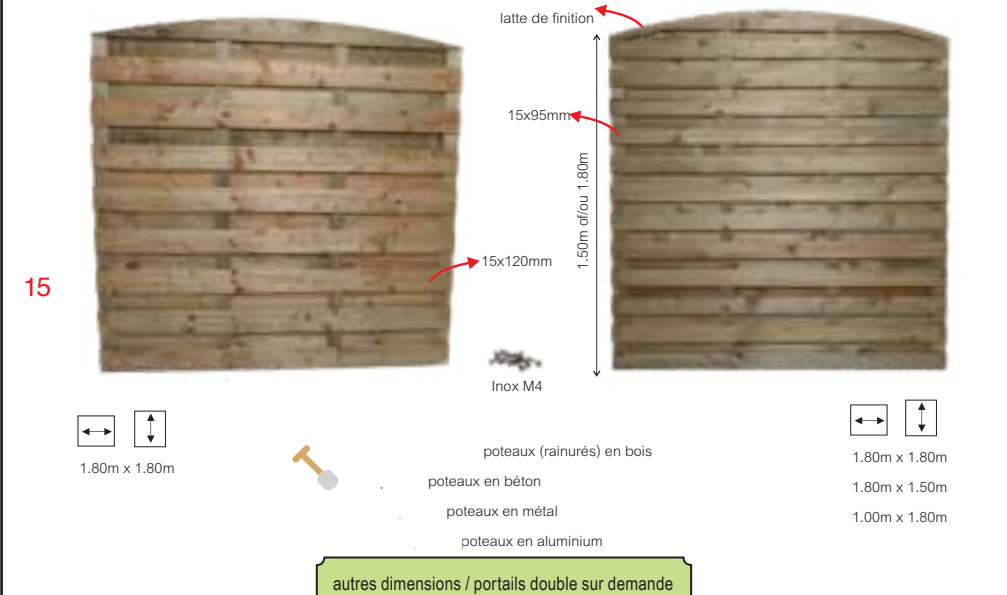 latte de finition
15x95mm
1.50m of/ou 1.80m
15x120mm
15
Inox M4
1.80m x 1.80m
poteaux (rainurés) en bois
poteaux en béton
poteaux en métal
poteaux en aluminium
1.80m x 1.80m
1.80m x 1.50m
1.00m x 1.80m
autres dimensions / portails double sur demande